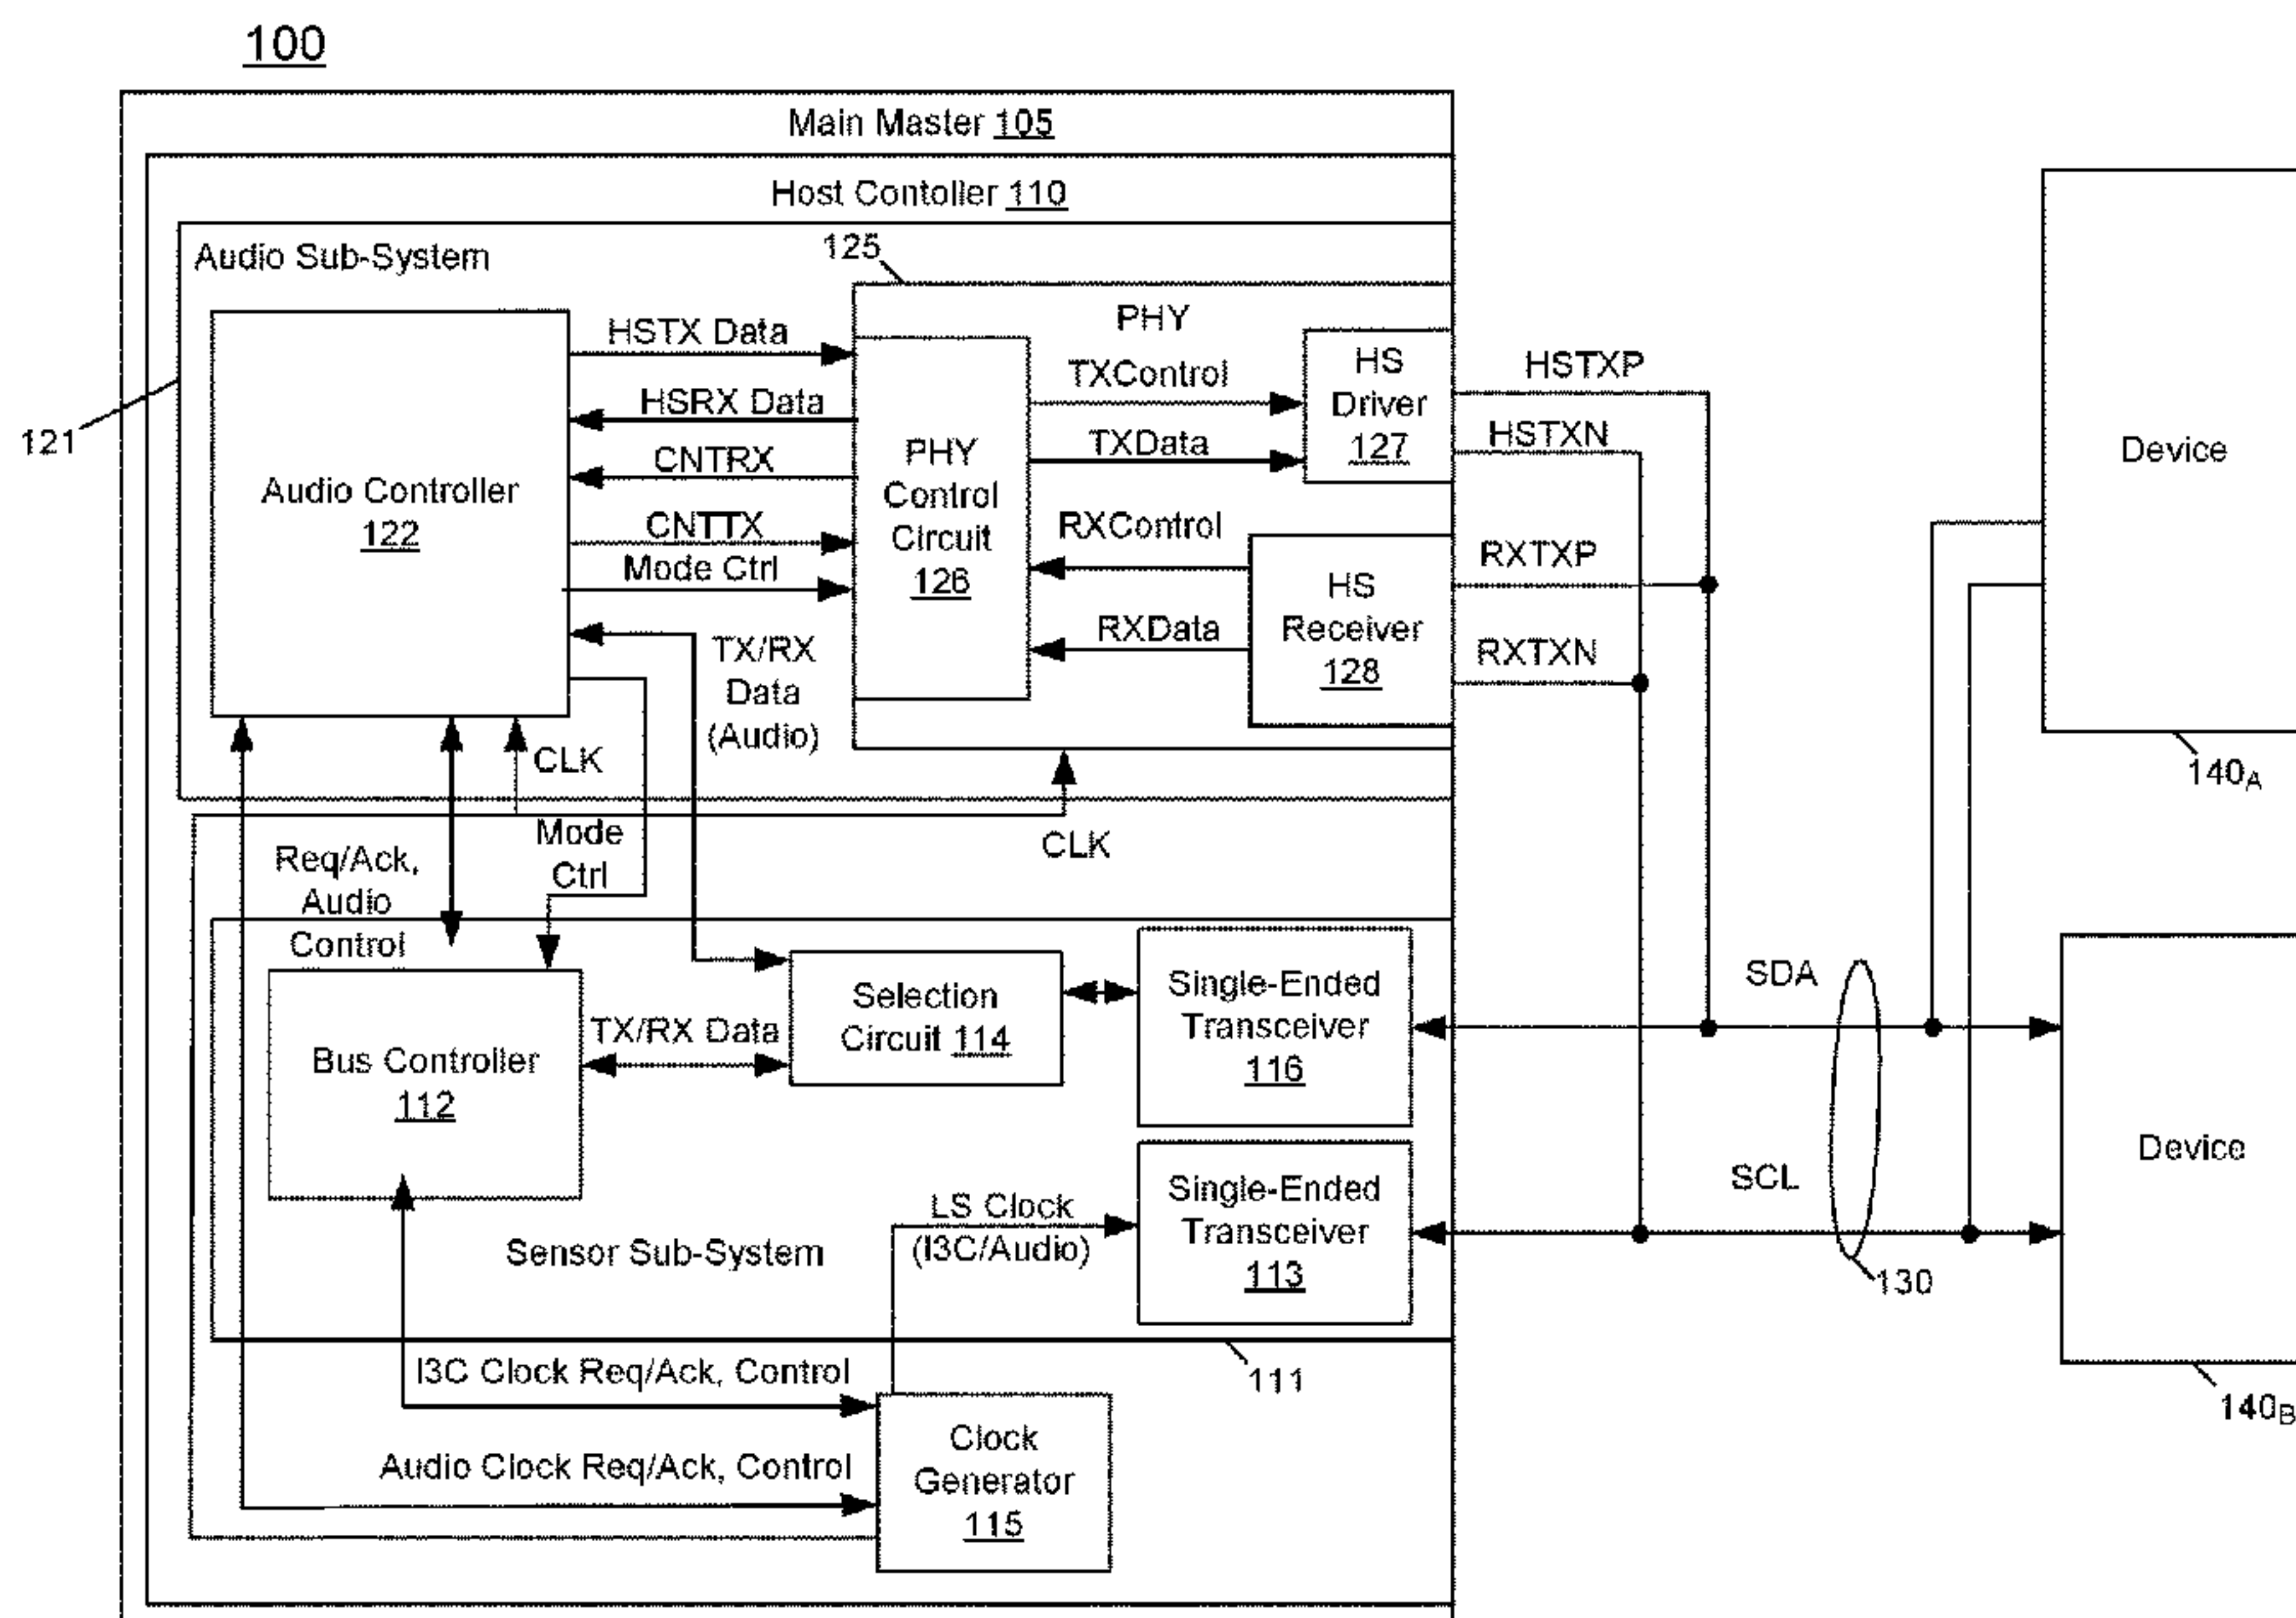 100
Main Master 105
Host Contoller 110
Audio Sub-System
125
PHY
121
Audio Controller
122
HSTX Data
HSRX Data
CNTRX
CNTTX
Mode Ctrl
PHY
Control
Circuit
126
TXControl
TXData
RXControl
RXData
HS
Driver
127
HS
Receiver
128
HSTXP
HSTXN
RXTXP
RXTXN
Device
140A
TX/RX
Data
(Audio)
CLK
CLK
Mode
Ctrl
Req/Ack,
Audio
Control
Bus Controller
112
TX/RX Data
Selection
Circuit 114
Single-Ended
Transceiver
116
SDA
SCL
130
Device
140B
LS Clock
(I3C/Audio)
Single-Ended
Transceiver
113
Sensor Sub-System
111
I3C Clock Req/Ack, Control
Audio Clock Req/Ack, Control
Clock
Generator
115